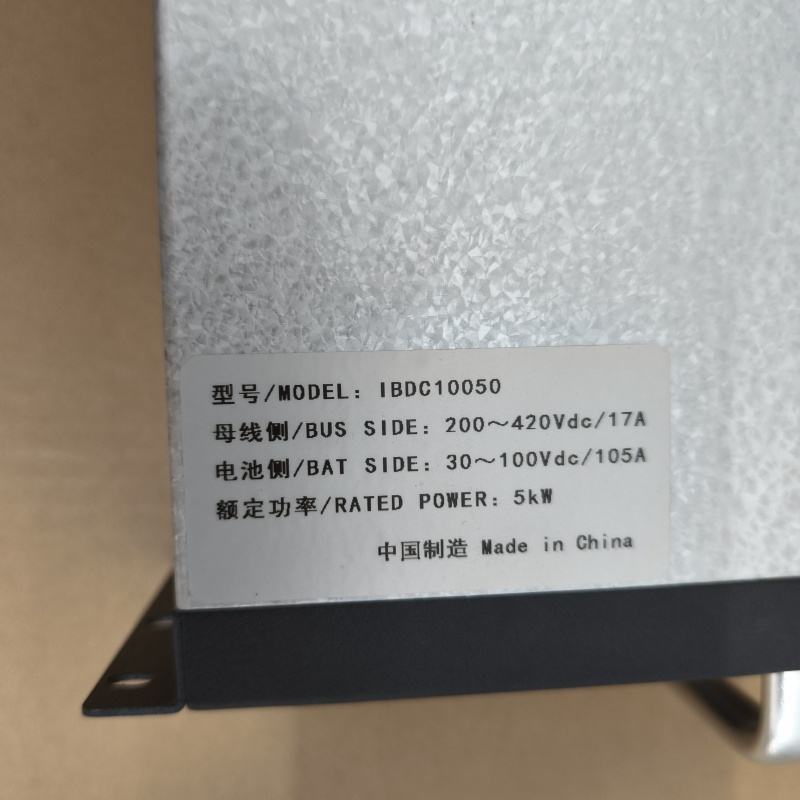 型号/MODEL: IBDC10050
母线侧/BUS SIDE: 200～420Vdc/17A
电池侧/BAT SIDE: 30～100Vdc/105A
额定功率/RATED POWER: 5kW
中国制造 Made in China